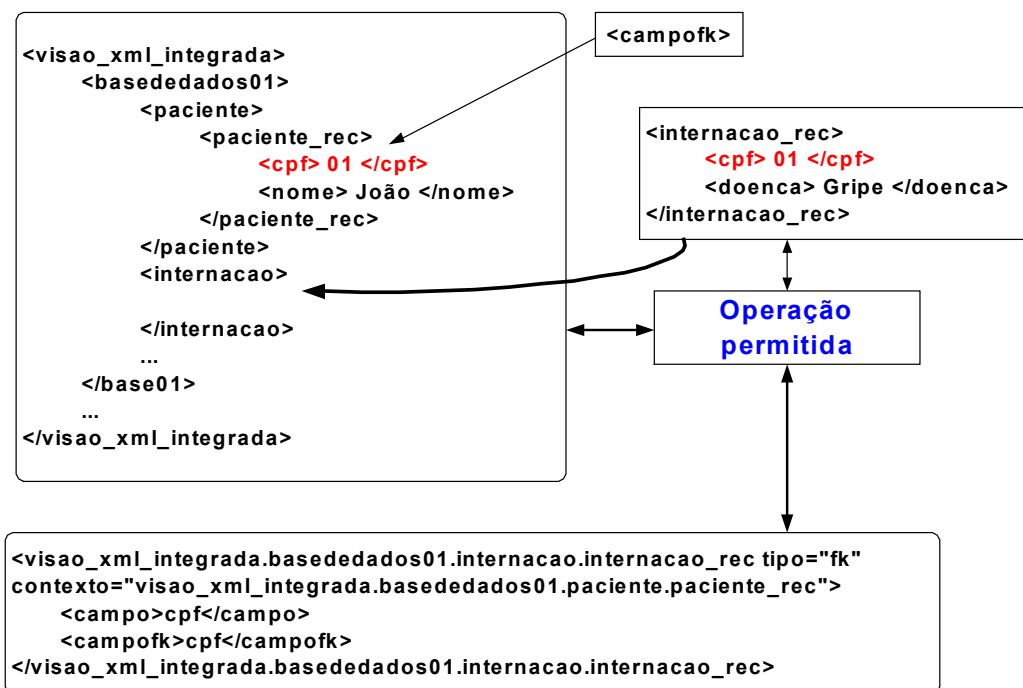 <visao_xml_integrada>
<basededados01>
<paciente>
<paciente_rec>
<cpf> 01 </cpf>
<nome> João </nome>
</paciente_rec>
</paciente>
<internacao>
</internacao>
...
</base01>
...
</visao_xml_integrada>
<campofk>
<internacao_rec>
<cpf> 01 </cpf>
<doenca> Gripe </doenca>
</internacao_rec>
Operação
permitida
<visao_xml_integrada.basededados01.internacao.internacao_rec tipo="fk"
contexto="visao_xml_integrada.basededados01.paciente.paciente_rec">
<campo>cpf</campo>
<campofk>cpf</campofk>
</visao_xml_integrada.basededados01.internacao.internacao_rec>